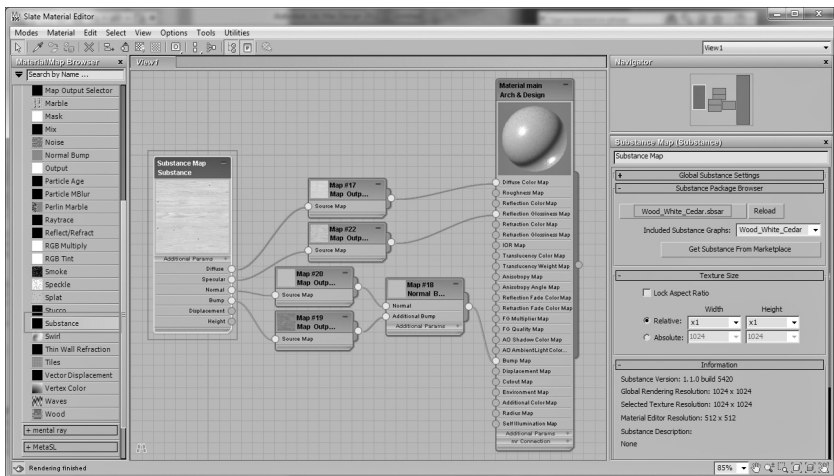 Slate Material Editor
Modes Material Edit Select View Options Tools Utilities
View1
Material/Map Browser
Search by Name ...
Map Output Selector
Marble
Mask
Mix
Noise
Normal Bump
Output
Particle Age
Particle MBlur
Perlin Marble
Raytrace
Reflect/Refract
RGB Multiply
RGB Tint
Smoke
Speckle
Splat
Stucco
Substance
Swirl
Thin Wall Refraction
Tiles
Vector Displacement
Vertex Color
Waves
Wood
+ mental ray
+ MetaSL
Rendering finished
View1
Substance Map
Substance
Additional Params
Diffuse
Specular
Normal
Bump
Displacement
Height
Map #17
Map Outp...
Source Map
Map #22
Map Outp...
Source Map
Map #20
Map Outp...
Source Map
Map #19
Map Outp...
Source Map
Map #18
Normal B...
Normal
Additional Bump
Additional Params
Material main
Arch & Design
Diffuse Color Map
Roughness Map
Reflection Color Map
Reflection Glossiness Map
Refraction Color Map
Refraction Glossiness Map
IOR Map
Translucency Color Map
Translucency Weight Map
Anisotropy Map
Anisotropy Angle Map
Reflection Fade Color Map
Refraction Fade Color Map
FG Multiplier Map
FG Quality Map
AO Shadow Color Map
AO AmbientLight Color...
Bump Map
Displacement Map
Cutout Map
Environment Map
Additional Color Map
Radius Map
Self Illumination Map
Additional Params
mr Connection
Navigator
Substance Map (Substance)
Substance Map
+ Global Substance Settings
- Substance Package Browser
Wood_White_Cedar.sbsar Reload
Included Substance Graphs: Wood_White_Cedar
Get Substance From Marketplace
- Texture Size
Lock Aspect Ratio
Width Height
Relative: x1 x1
Absolute: 1024 1024
- Information
Substance Version: 1.1.0 build 5420
Global Rendering Resolution: 1024 x 1024
Selected Texture Resolution: 1024 x 1024
Material Editor Resolution: 512 x 512
Substance Description:
None
85%